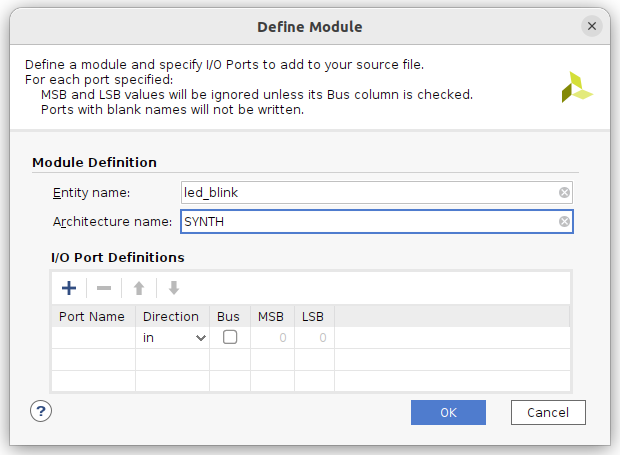 Define Module
Define a module and specify I/O Ports to add to your source file.
For each port specified:
MSB and LSB values will be ignored unless its Bus column is checked.
Ports with blank names will not be written.
Module Definition
Entity name: led_blink
Architecture name: SYNTH
I/O Port Definitions
Port Name Direction Bus MSB LSB
in 0 0
? OK Cancel